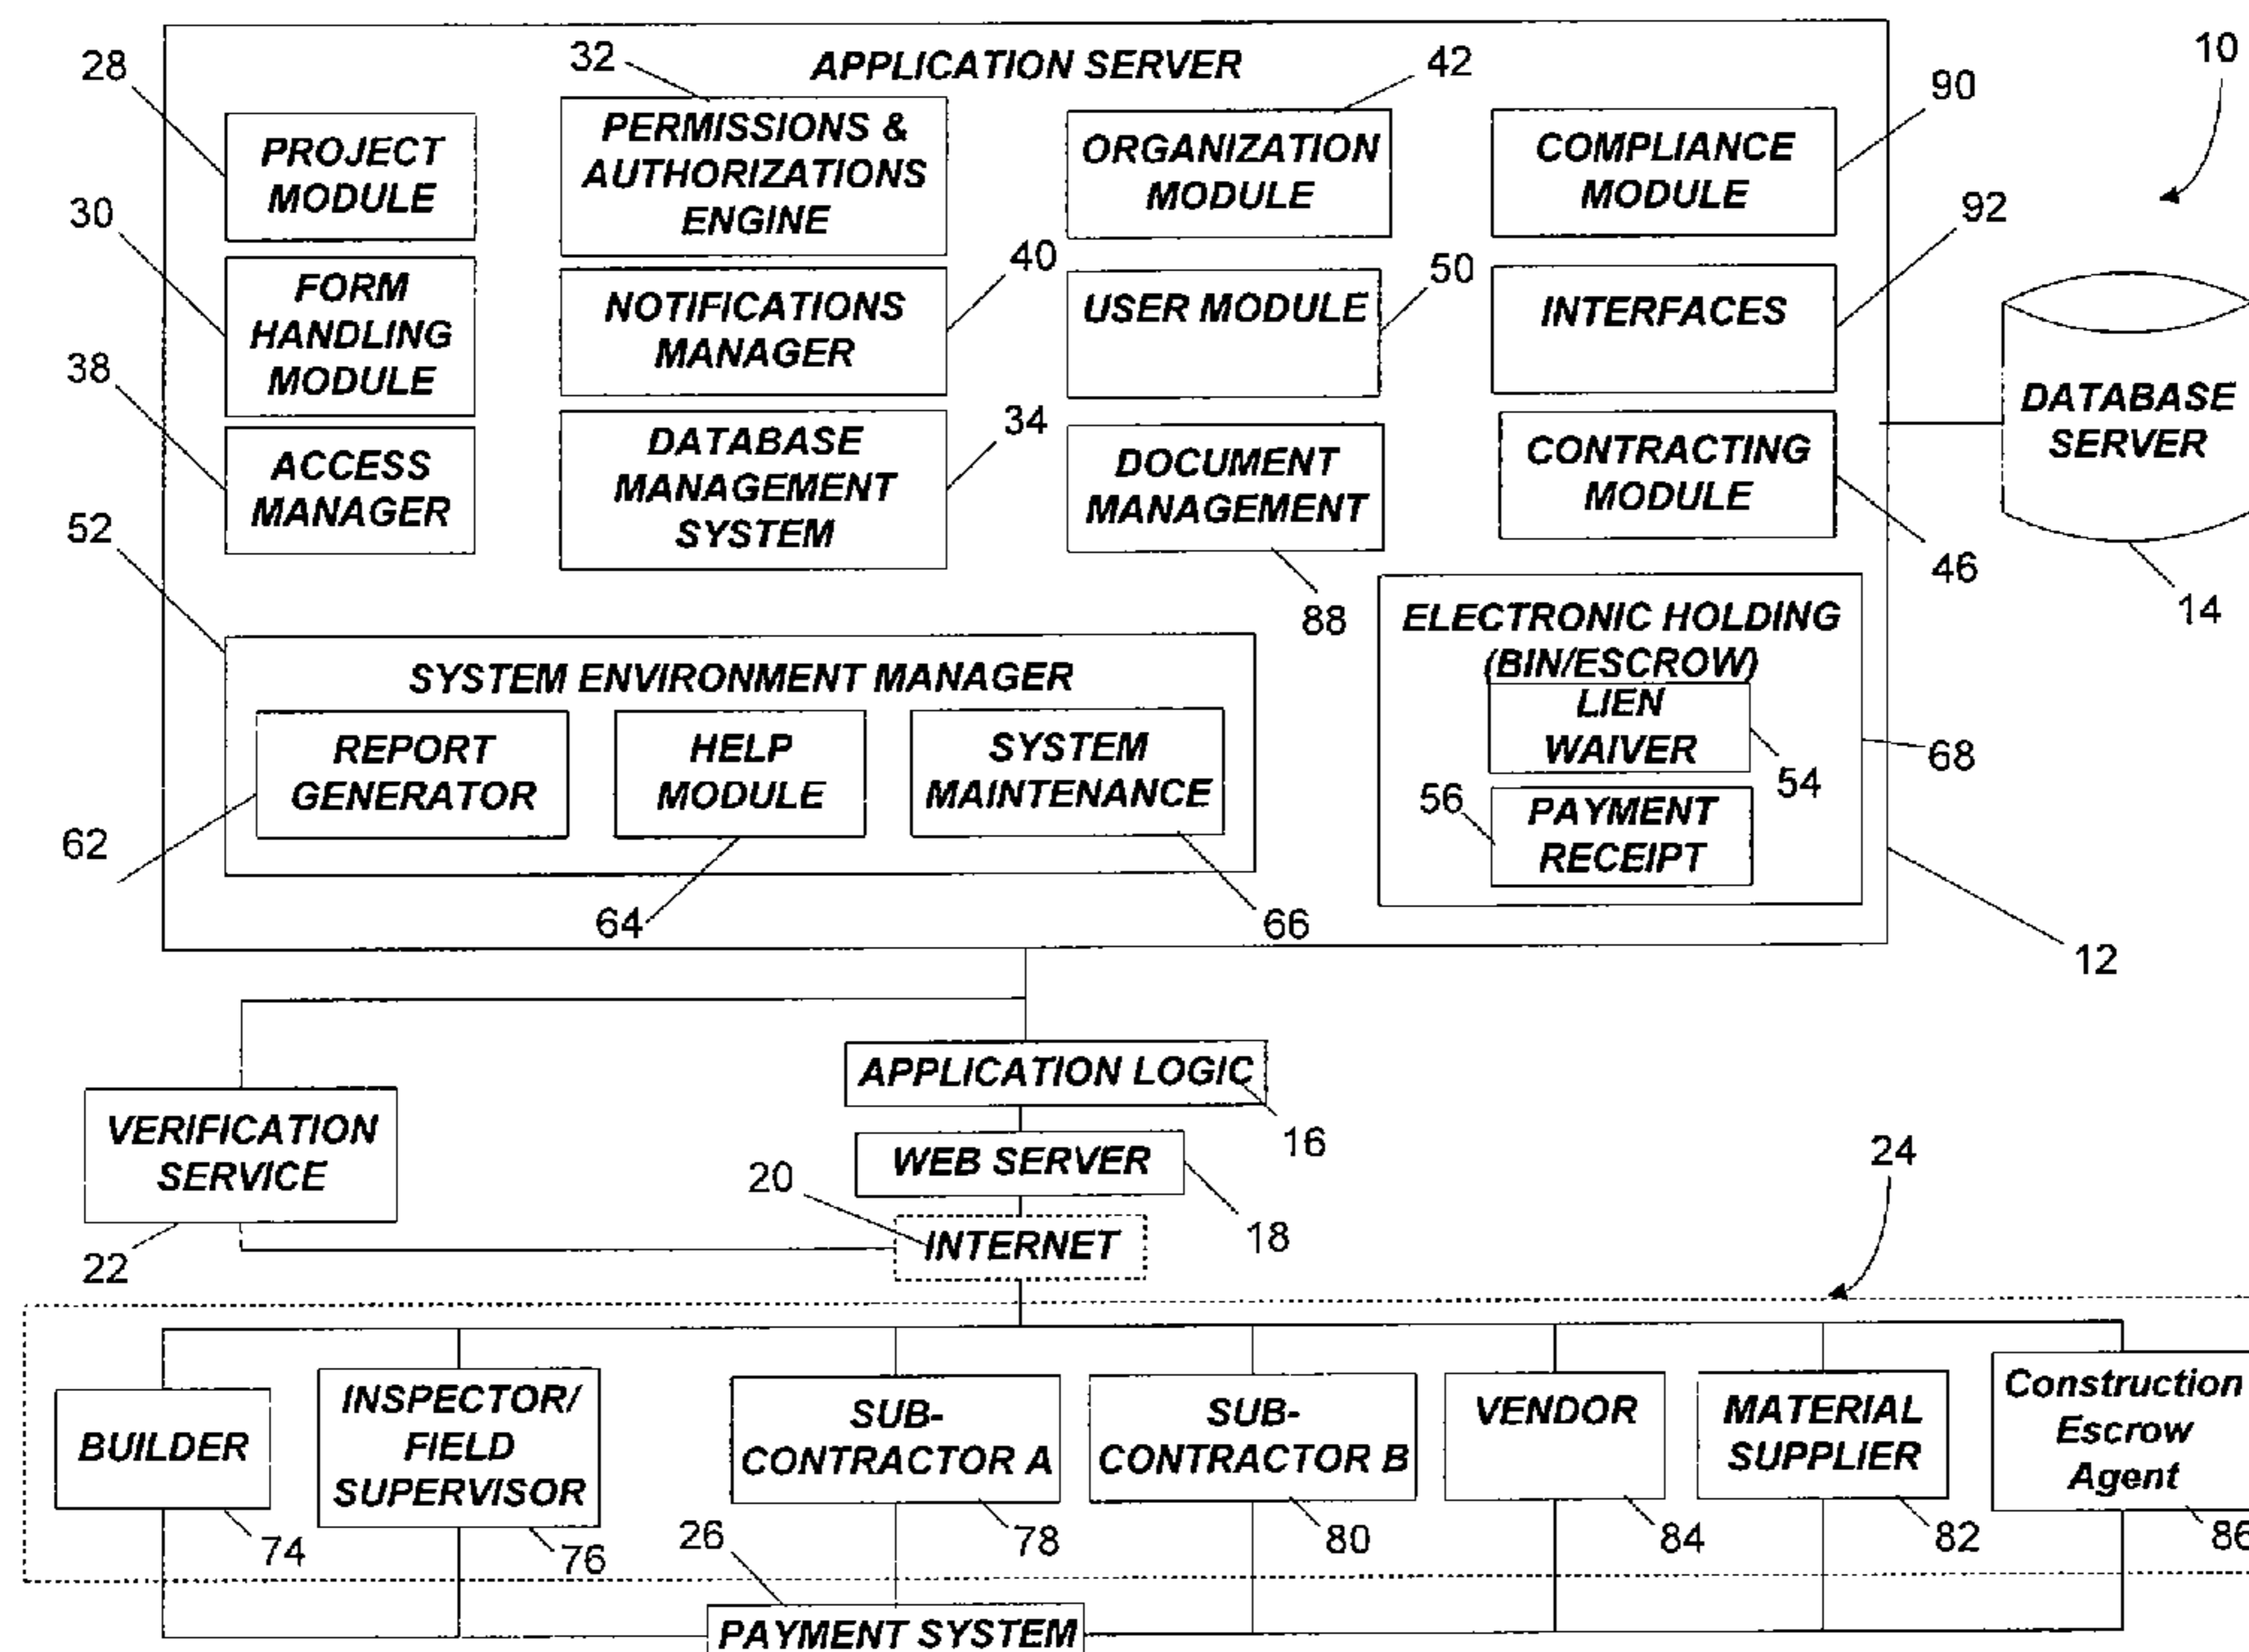 APPLICATION SERVER
28
32
42
90
10
PROJECT
MODULE
PERMISSIONS &
AUTHORIZATIONS
ENGINE
ORGANIZATION
MODULE
COMPLIANCE
MODULE
30
40
50
92
FORM
HANDLING
MODULE
NOTIFICATIONS
MANAGER
USER MODULE
INTERFACES
DATABASE
SERVER
14
38
34
ACCESS
MANAGER
DATABASE
MANAGEMENT
SYSTEM
DOCUMENT
MANAGEMENT
88
CONTRACTING
MODULE
46
52
SYSTEM ENVIRONMENT MANAGER
REPORT
GENERATOR
HELP
MODULE
SYSTEM
MAINTENANCE
62
64
66
ELECTRONIC HOLDING
(BIN/ESCROW)
LIEN
WAIVER
54
68
56
PAYMENT
RECEIPT
12
APPLICATION LOGIC
16
VERIFICATION
SERVICE
22
WEB SERVER
18
20
INTERNET
24
BUILDER
74
INSPECTOR/
FIELD
SUPERVISOR
76
SUB-
CONTRACTOR A
78
SUB-
CONTRACTOR B
80
VENDOR
84
MATERIAL
SUPPLIER
82
Construction
Escrow
Agent
86
26
PAYMENT SYSTEM